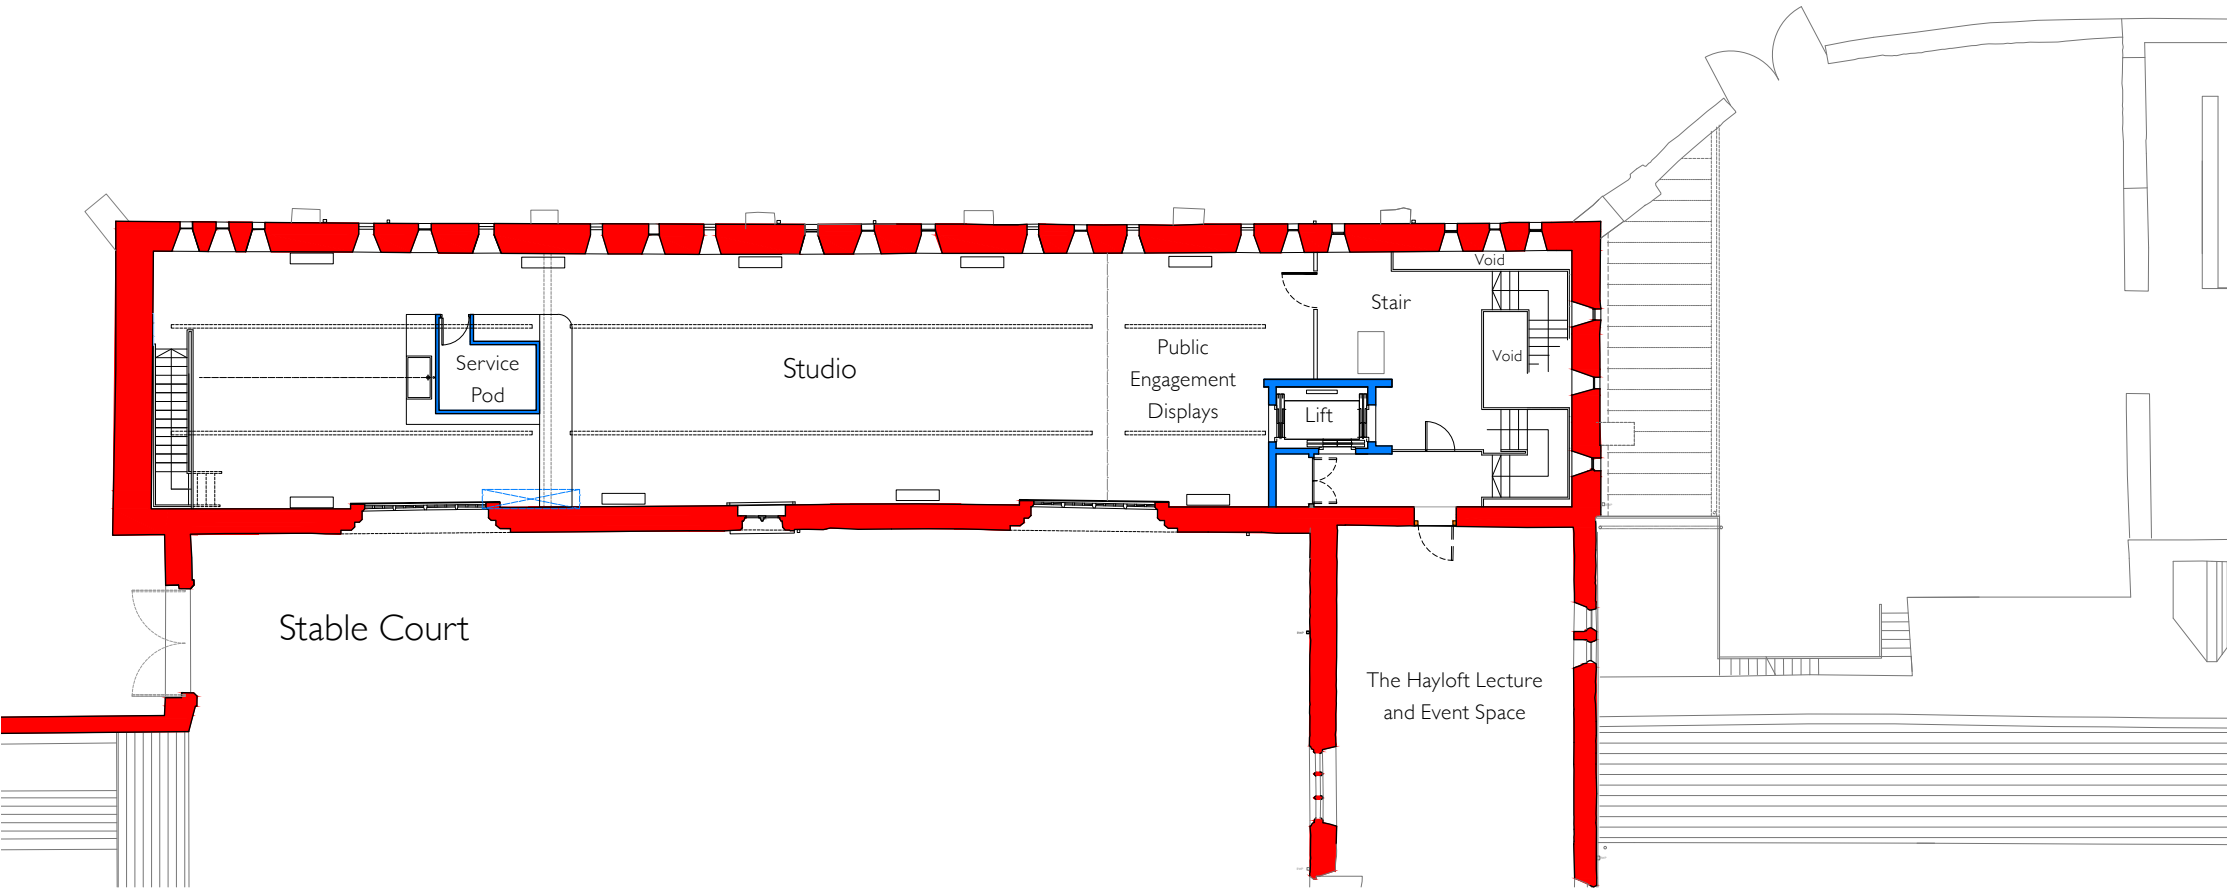 Void
Stair
Void
Service
Pod
Studio
Public
Engagement
Displays
Lift
Stable Court
The Hayloft Lecture
and Event Space